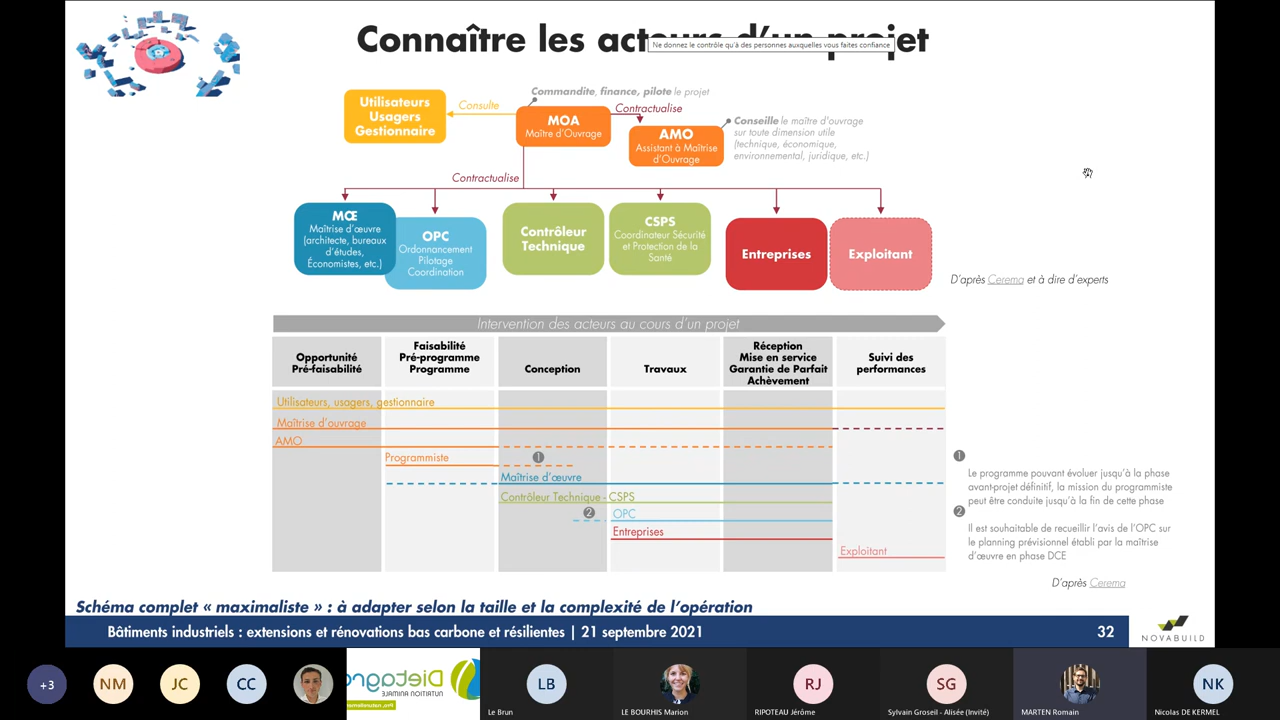 Connaître les acteurs d'un projet
Ne donnez le contrôle qu'à des personnes auxquelles vous faites confiance
Utilisateurs
Usagers
Gestionnaire
Consulte
Commandite, finance, pilote le projet
MOA
Maître d'Ouvrage
Contractualise
AMO
Assistant à Maîtrise
d'Ouvrage
Conseille le maître d'ouvrage
sur toute dimension utile
(technique, économique,
environnemental, juridique, etc.)
Contractualise
MŒ
Maîtrise d'œuvre
(architecte, bureaux
d'études,
Économistes, etc.)
OPC
Ordonnancement
Pilotage
Coordination
Contrôleur
Technique
CSPS
Coordinateur Sécurité
et Protection de la
Santé
Entreprises
Exploitant
D'après Cerema et à dire d'experts
Intervention des acteurs au cours d'un projet
Opportunité
Pré-faisabilité
Faisabilité
Pré-programme
Programme
Conception
Travaux
Réception
Mise en service
Garantie de Parfait
Achèvement
Suivi des
performances
Utilisateurs, usagers, gestionnaire
Maîtrise d'ouvrage
AMO
Programmiste
1
Maîtrise d'œuvre
Contrôleur Technique - CSPS
2
OPC
Entreprises
Exploitant
1
Le programme pouvant évoluer jusqu'à la phase
avant-projet définitif, la mission du programmiste
peut être conduite jusqu'à la fin de cette phase
2
Il est souhaitable de recueillir l'avis de l'OPC sur
le planning prévisionnel établi par la maîtrise
d'œuvre en phase DCE
D'après Cerema
Schéma complet « maximaliste » : à adapter selon la taille et la complexité de l'opération
Bâtiments industriels : extensions et rénovations bas carbone et résilientes | 21 septembre 2021
32
NOVABUILD
+3
NM
JC
CC
Dietagro
NUTRITION ANIMALE
LB
Le Brun
LE BOURHIS Marion
RJ
RIPOTEAU Jérôme
SG
Sylvain Groseil - Alisée (Invité)
MARTEN Romain
NK
Nicolas DE KERMEL